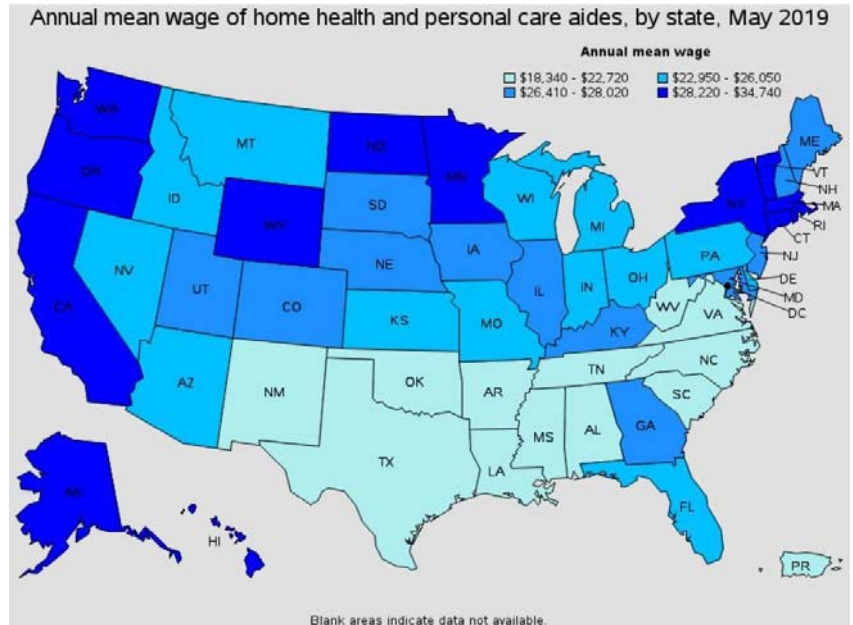 Annual mean wage of home health and personal care aides, by state, May 2019
Annual mean wage
$18,340 - $22,720 $22,950 - $26,050
$26,410 - $28,020 $28,220 - $34,740
WA
ME
MT
ND
OR
MN
VT
NH
ID
WI
MA
SD
NY
WY
MI
RI
CT
IA
PA
NJ
NE
NV
OH
DE
UT
IL
IN
MD
CO
WV
CA
VA
DC
KS
MO
KY
NC
TN
AZ
OK
NM
AR
SC
MS
AL
GA
TX
LA
AK
FL
HI
PR
Blank areas indicate data not available.